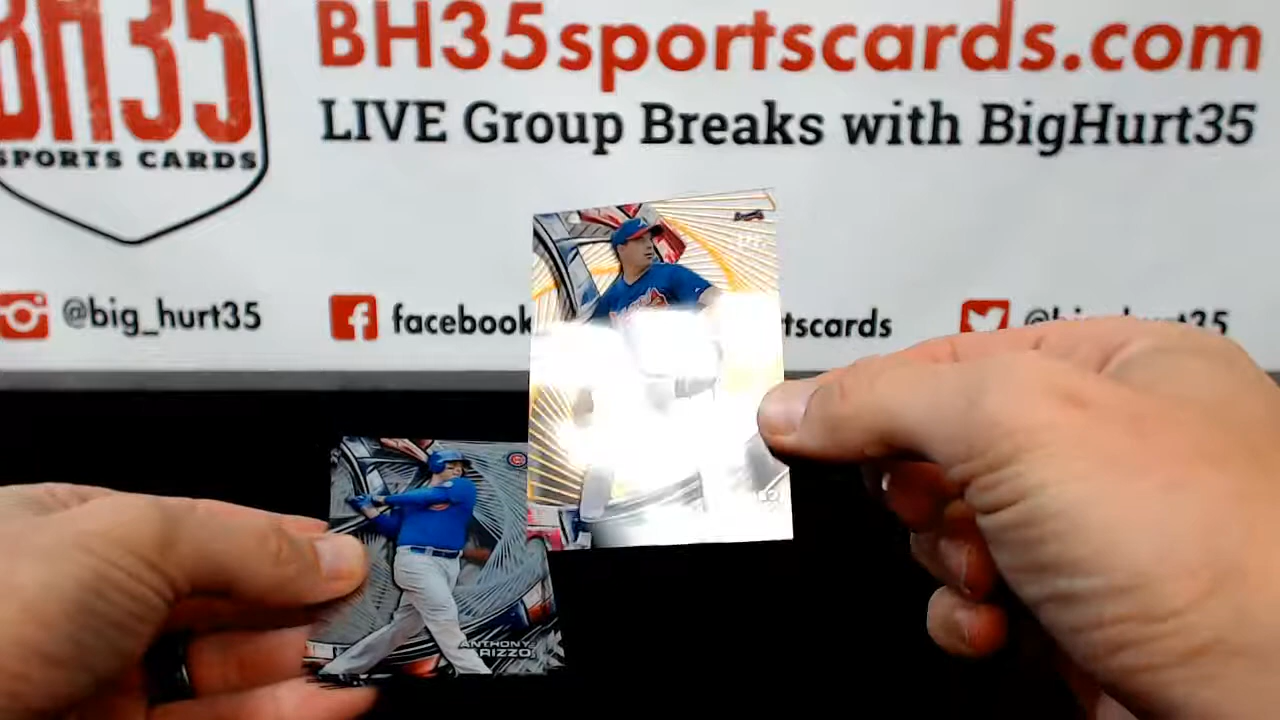 BH35
SPORTS CARDS
BH35sportscards.com
LIVE Group Breaks with BigHurt35
@big_hurt35
facebook
tscards
ANTHONY
RIZZO